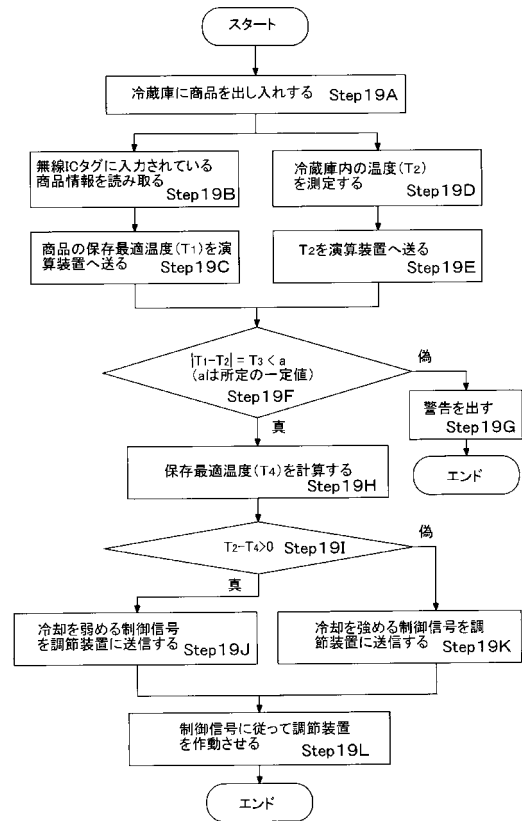 スタート
冷蔵庫に商品を出し入れする Step19A
無線ICタグに入力されている
商品情報を読み取る
Step19B
冷蔵庫内の温度(T2)
を測定する
Step19D
商品の保存最適温度(T1)を演
算装置へ送る
Step19C
T2を演算装置へ送る
Step19E
|T1-T2| = T3 < a
(aは所定の一定値)
Step19F
偽
真
警告を出す
Step19G
エンド
保存最適温度(T4)を計算する
Step19H
T2-T4>0 Step19I
偽
真
冷却を弱める制御信号
を調節装置に送信する
Step19J
冷却を強める制御信号を調
節装置に送信する
Step19K
制御信号に従って調節装置
を作動させる
Step19L
エンド